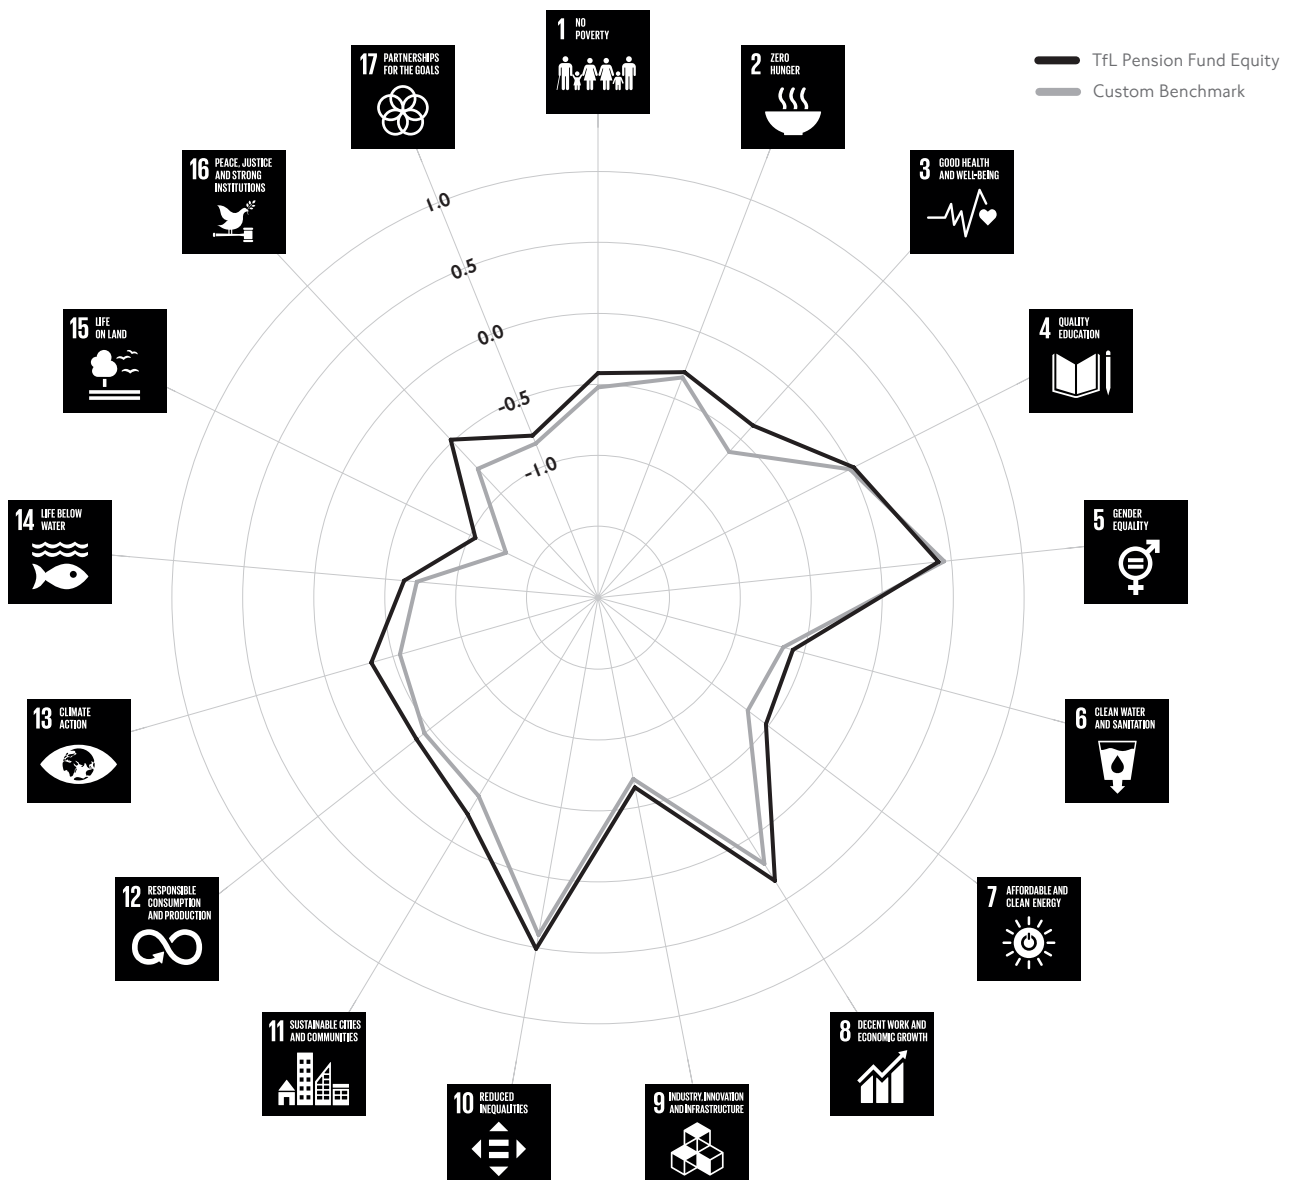 1 NO
POVERTY
2 ZERO
HUNGER
3 GOOD HEALTH
AND WELL-BEING
4 QUALITY
EDUCATION
5 GENDER
EQUALITY
6 CLEAN WATER
AND SANITATION
7 AFFORDABLE AND
CLEAN ENERGY
8 DECENT WORK AND
ECONOMIC GROWTH
9 INDUSTRY, INNOVATION
AND INFRASTRUCTURE
10 REDUCED
INEQUALITIES
11 SUSTAINABLE CITIES
AND COMMUNITIES
12 RESPONSIBLE
CONSUMPTION
AND PRODUCTION
13 CLIMATE
ACTION
14 LIFE BELOW
WATER
15 LIFE
ON LAND
16 PEACE, JUSTICE
AND STRONG
INSTITUTIONS
17 PARTNERSHIPS
FOR THE GOALS
TfL Pension Fund Equity
Custom Benchmark
1.0
0.5
0.0
-0.5
-1.0